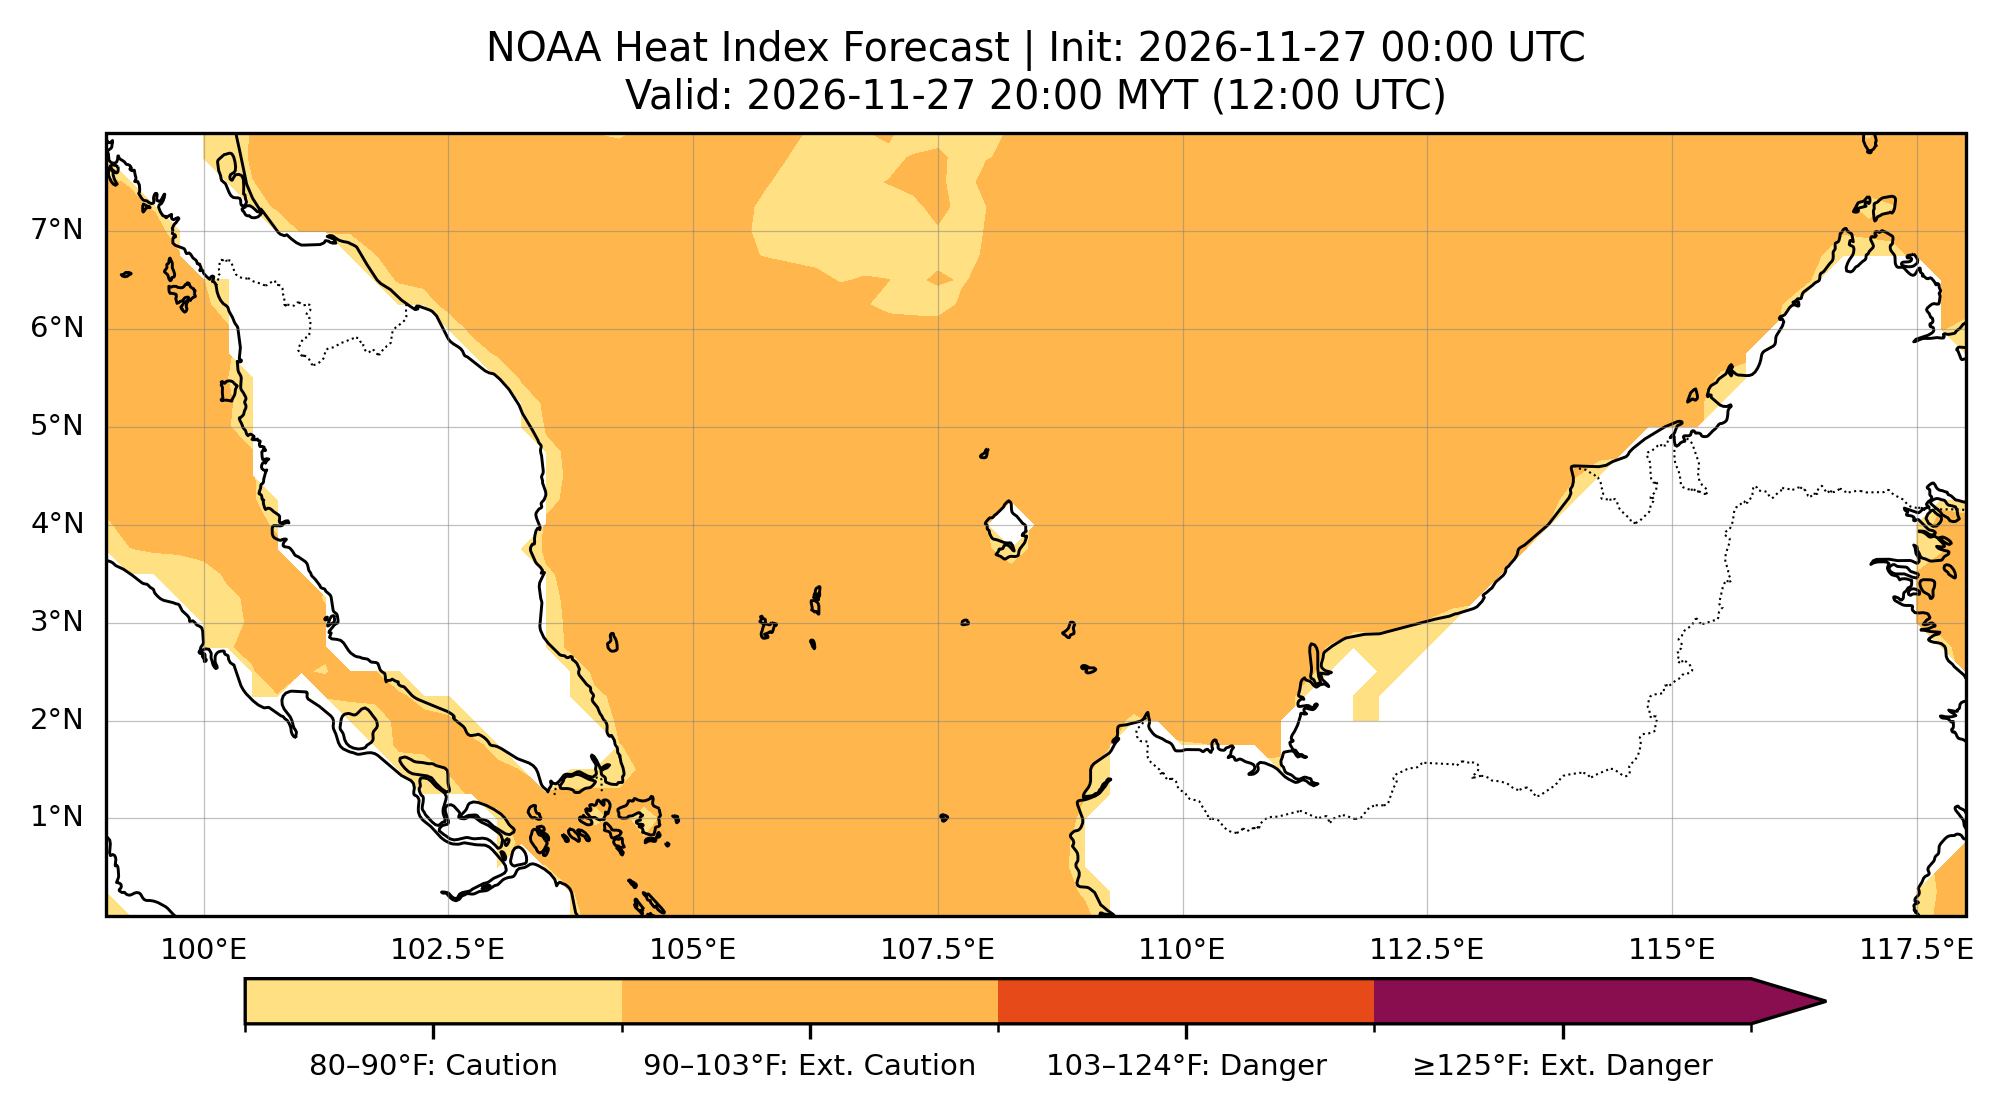 NOAA Heat Index Forecast | Init: 2026-11-27 00:00 UTC
Valid: 2026-11-27 20:00 MYT (12:00 UTC)
7°N
6°N
5°N
4°N
3°N
2°N
1°N
100°E
102.5°E
105°E
107.5°E
110°E
112.5°E
115°E
117.5°E
80–90°F: Caution
90–103°F: Ext. Caution
103–124°F: Danger
≥125°F: Ext. Danger